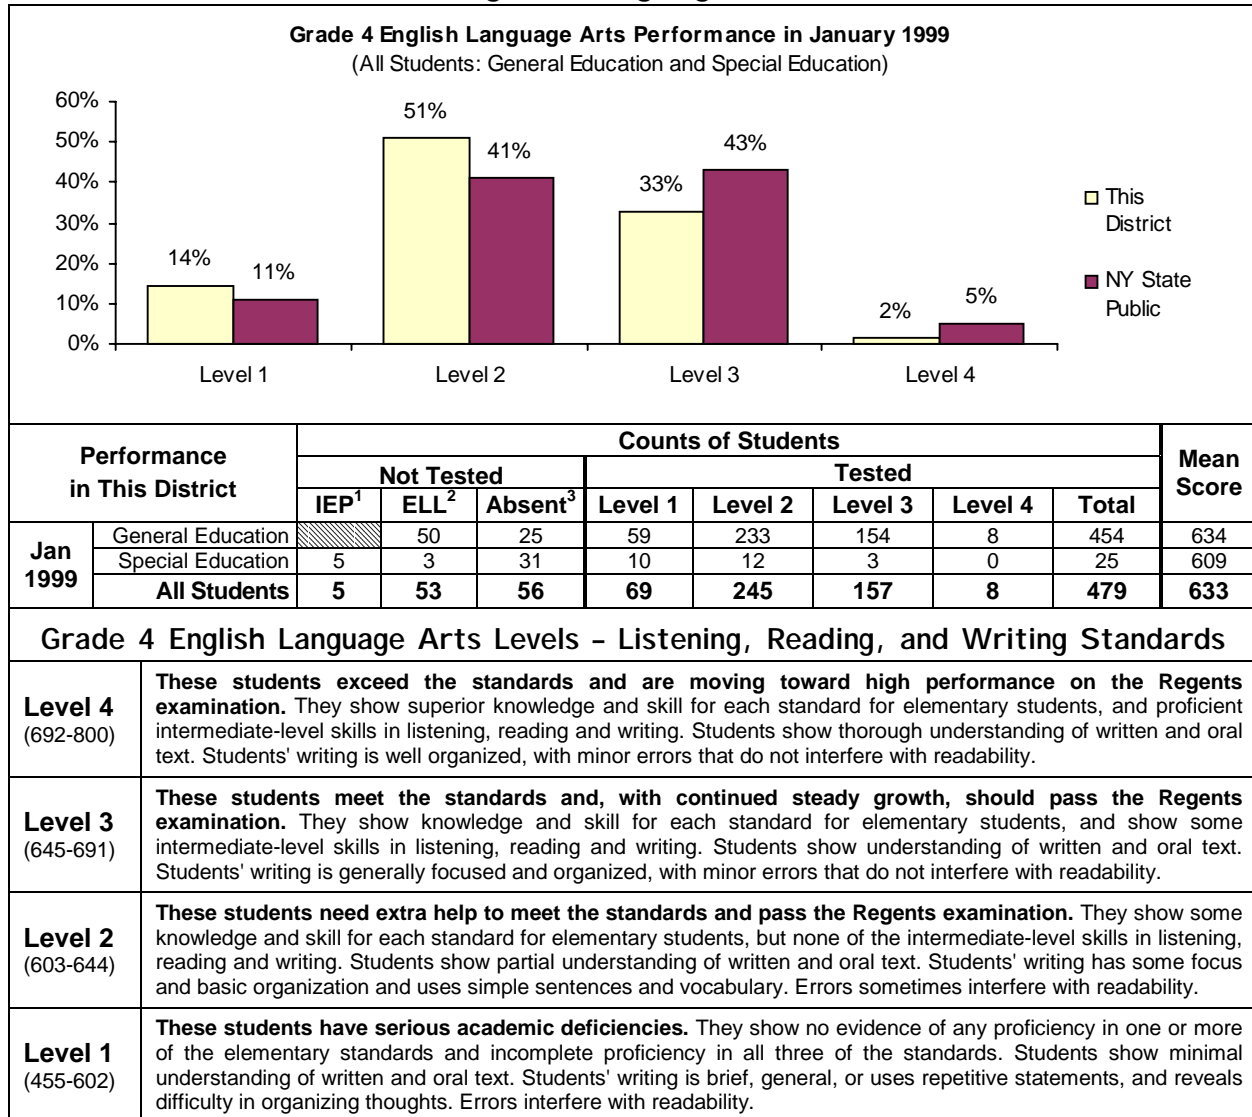 Grade 4 English Language Arts Performance in January 1999
(All Students: General Education and Special Education)
60%
50%
40%
30%
20%
10%
0%
14%
11%
51%
41%
33%
43%
2%
5%
Level 1
Level 2
Level 3
Level 4
This
District
NY State
Public
Performance
in This District
Counts of Students
Mean
Score
Not Tested
Tested
IEP1 ELL2 Absent3 Level 1 Level 2 Level 3 Level 4 Total
Jan
1999
General Education 50 25 59 233 154 8 454 634
Special Education 5 3 31 10 12 3 0 25 609
All Students 5 53 56 69 245 157 8 479 633
Grade 4 English Language Arts Levels – Listening, Reading, and Writing Standards
Level 4
(692-800)
These students exceed the standards and are moving toward high performance on the Regents
examination. They show superior knowledge and skill for each standard for elementary students, and proficient
intermediate-level skills in listening, reading and writing. Students show thorough understanding of written and oral
text. Students' writing is well organized, with minor errors that do not interfere with readability.
Level 3
(645-691)
These students meet the standards and, with continued steady growth, should pass the Regents
examination. They show knowledge and skill for each standard for elementary students, and show some
intermediate-level skills in listening, reading and writing. Students show understanding of written and oral text.
Students' writing is generally focused and organized, with minor errors that do not interfere with readability.
Level 2
(603-644)
These students need extra help to meet the standards and pass the Regents examination. They show some
knowledge and skill for each standard for elementary students, but none of the intermediate-level skills in listening,
reading and writing. Students show partial understanding of written and oral text. Students' writing has some focus
and basic organization and uses simple sentences and vocabulary. Errors sometimes interfere with readability.
Level 1
(455-602)
These students have serious academic deficiencies. They show no evidence of any proficiency in one or more
of the elementary standards and incomplete proficiency in all three of the standards. Students show minimal
understanding of written and oral text. Students' writing is brief, general, or uses repetitive statements, and reveals
difficulty in organizing thoughts. Errors interfere with readability.